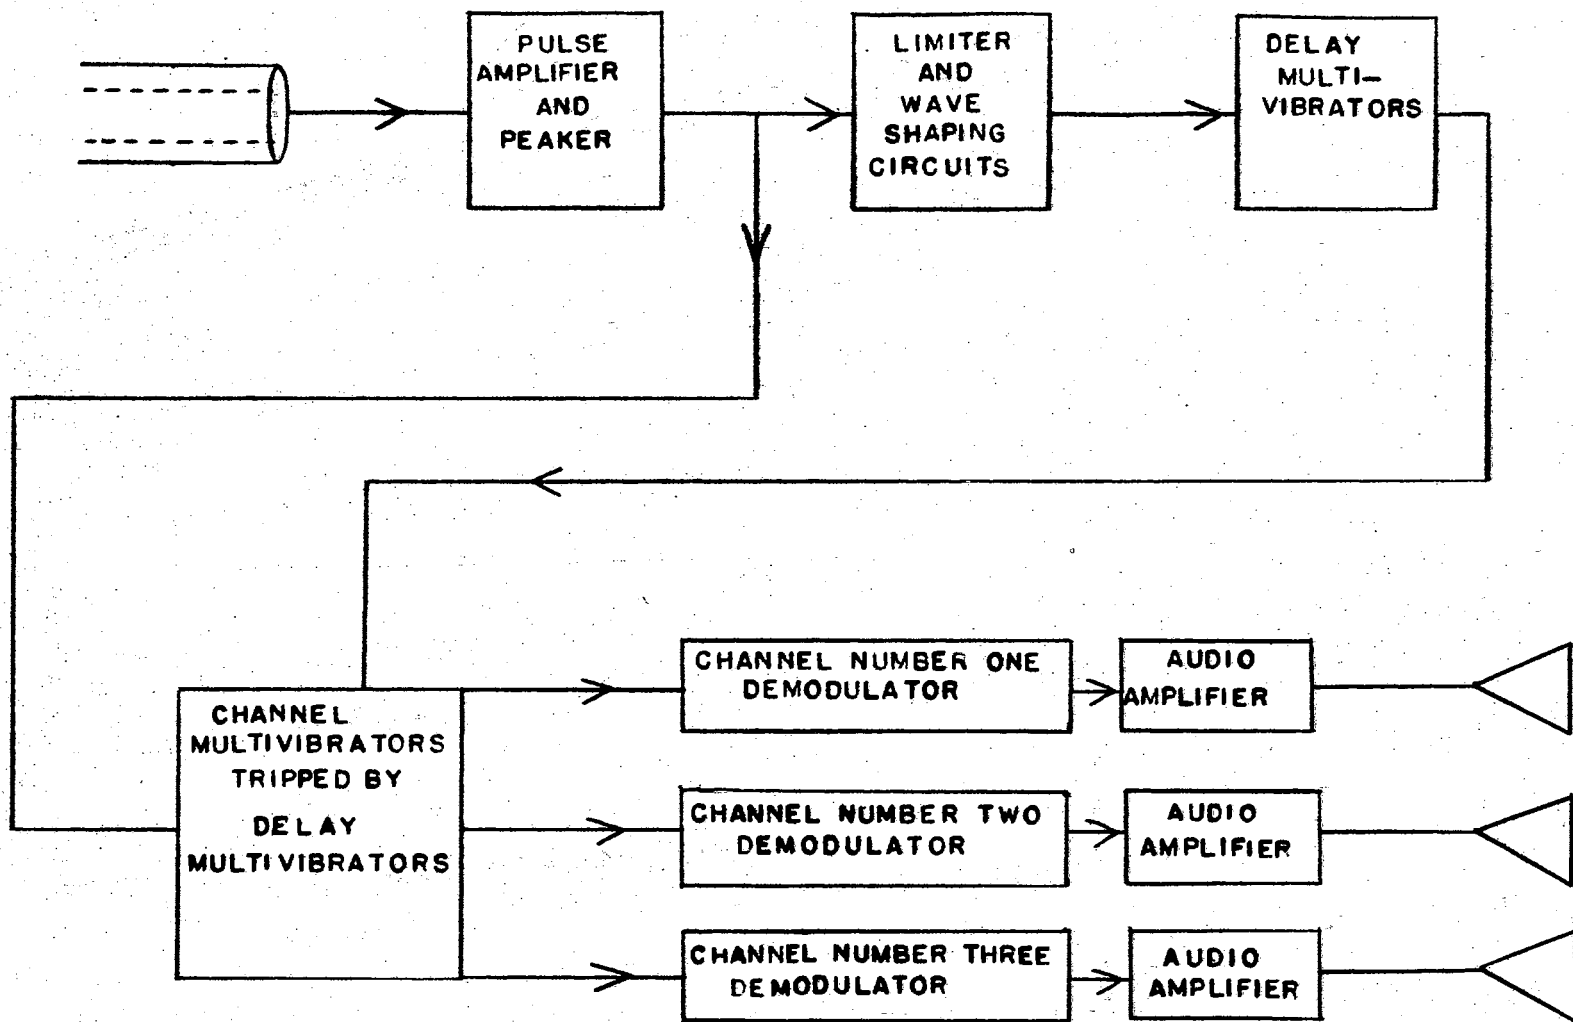 PULSE
AMPLIFIER
AND
PEAKER
LIMITER
AND
WAVE
SHAPING
CIRCUITS
DELAY
MULTI-
VIBRATORS
CHANNEL
MULTIVIBRATORS
TRIPPED BY
DELAY
MULTIVIBRATORS
CHANNEL NUMBER ONE
DEMODULATOR
AUDIO
AMPLIFIER
CHANNEL NUMBER TWO
DEMODULATOR
AUDIO
AMPLIFIER
CHANNEL NUMBER THREE
DEMODULATOR
AUDIO
AMPLIFIER